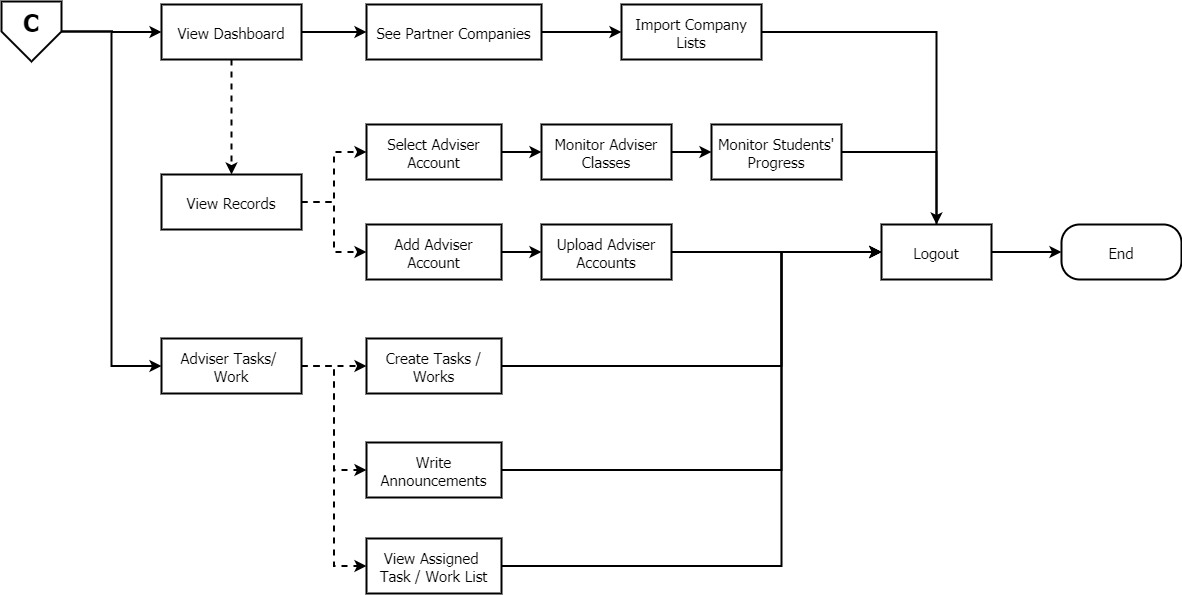 C
View Dashboard
See Partner Companies
Import Company
Lists
Select Adviser
Account
Monitor Adviser
Classes
Monitor Students'
Progress
View Records
Add Adviser
Account
Upload Adviser
Accounts
Logout
End
Adviser Tasks/
Work
Create Tasks /
Works
Write
Announcements
View Assigned
Task / Work List